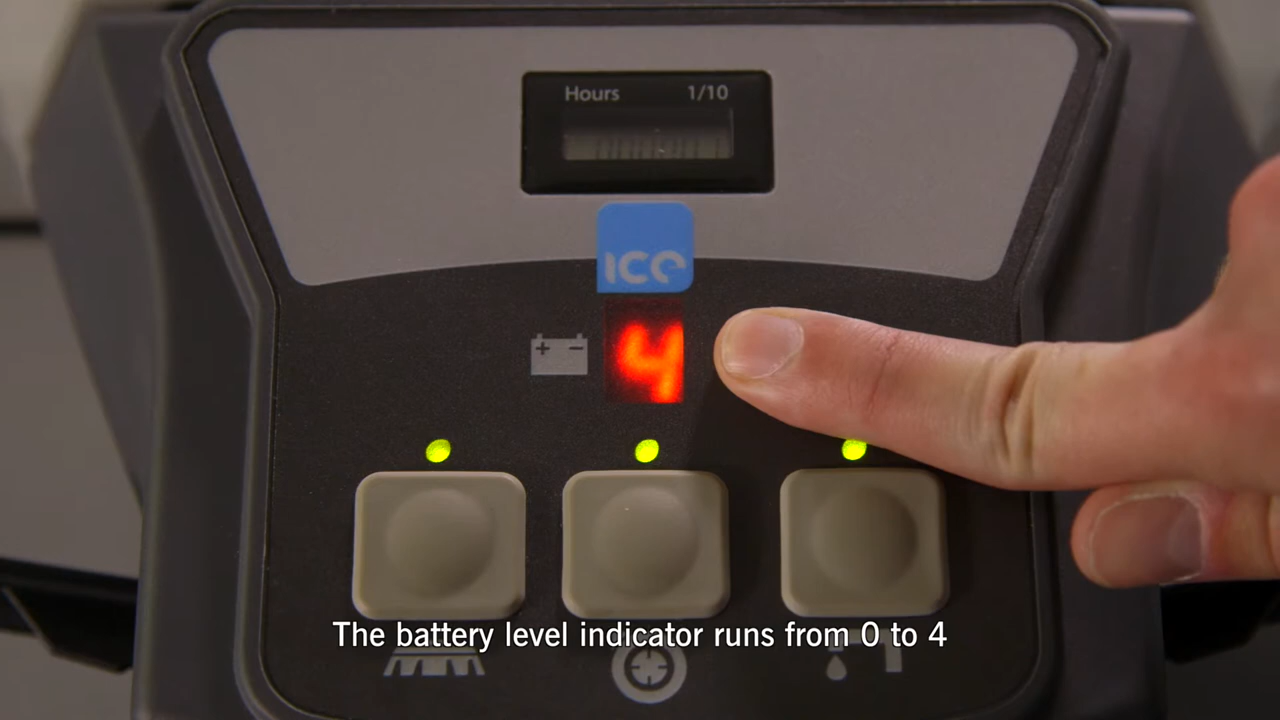 Hours 1/10
ice
+ -
4
The battery level indicator runs from 0 to 4